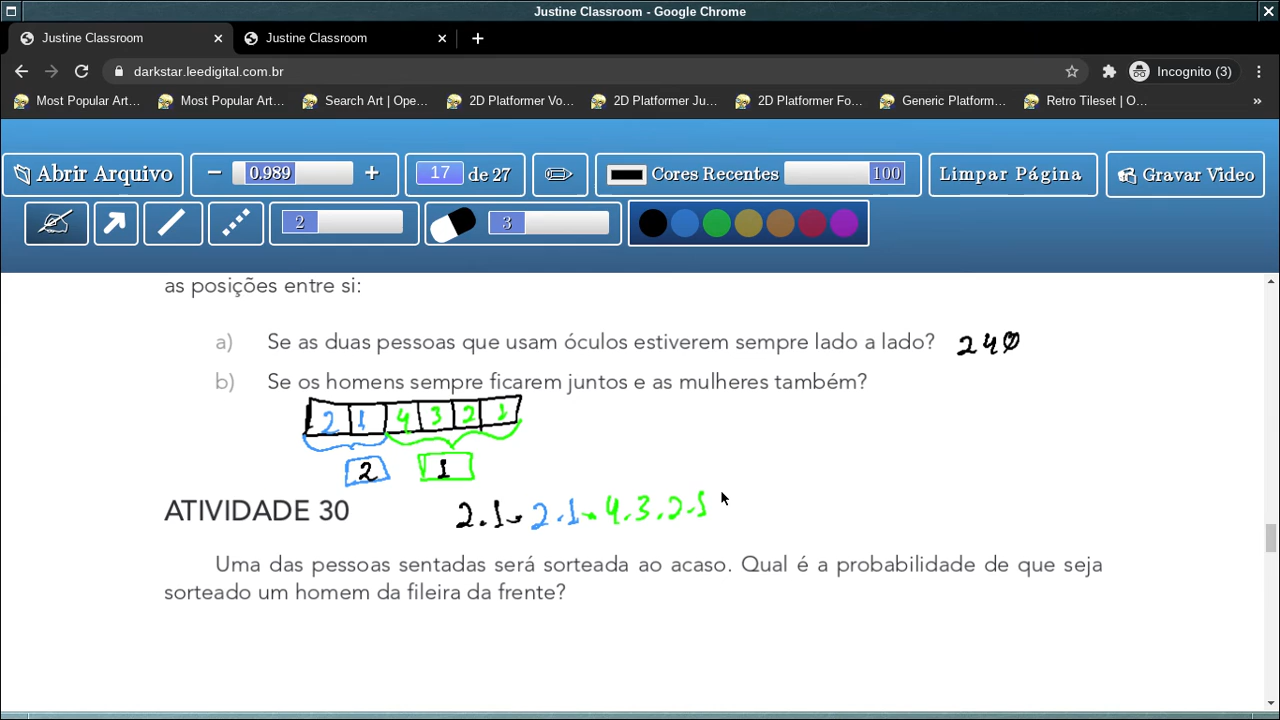 Justine Classroom - Google Chrome
Justine Classroom
Justine Classroom
darkstar.leedigital.com.br
Incognito (3)
Most Popular Art…
Most Popular Art…
Search Art | Ope…
2D Platformer Vo…
2D Platformer Ju…
2D Platformer Fo…
Generic Platform…
Retro Tileset | O…
»
Abrir Arquivo
− 0.989 +
17 de 27
Cores Recentes 100
Limpar Página
Gravar Video
2
3
as posições entre si:
a) Se as duas pessoas que usam óculos estiverem sempre lado a lado? 240
b) Se os homens sempre ficarem juntos e as mulheres também?
2 1 4 3 2 1
2 1
ATIVIDADE 30 2.1.2.1.4.3.2.1
Uma das pessoas sentadas será sorteada ao acaso. Qual é a probabilidade de que seja
sorteado um homem da fileira da frente?